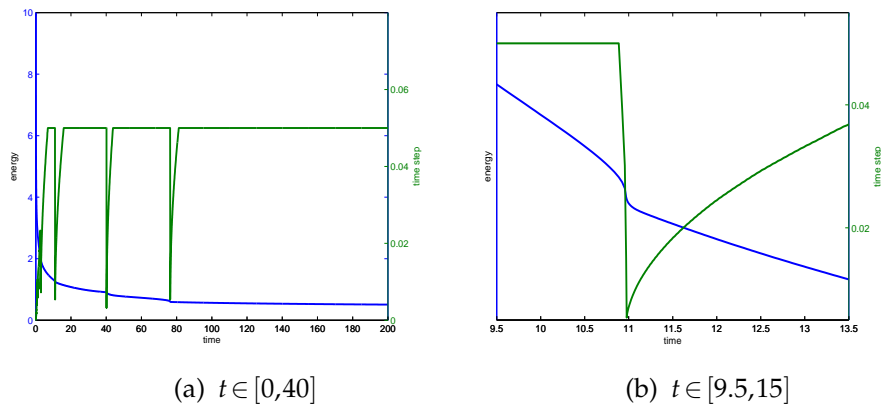 10
8
6
4
2
0
energy
0.06
0.04
0.02
0
time step
0 20 40 60 80 100 120 140 160 180 200
time
energy
0.04
0.02
time step
9.5 10 10.5 11 11.5 12 12.5 13 13.5
time
(a) t∈[0,40]
(b) t∈[9.5,15]